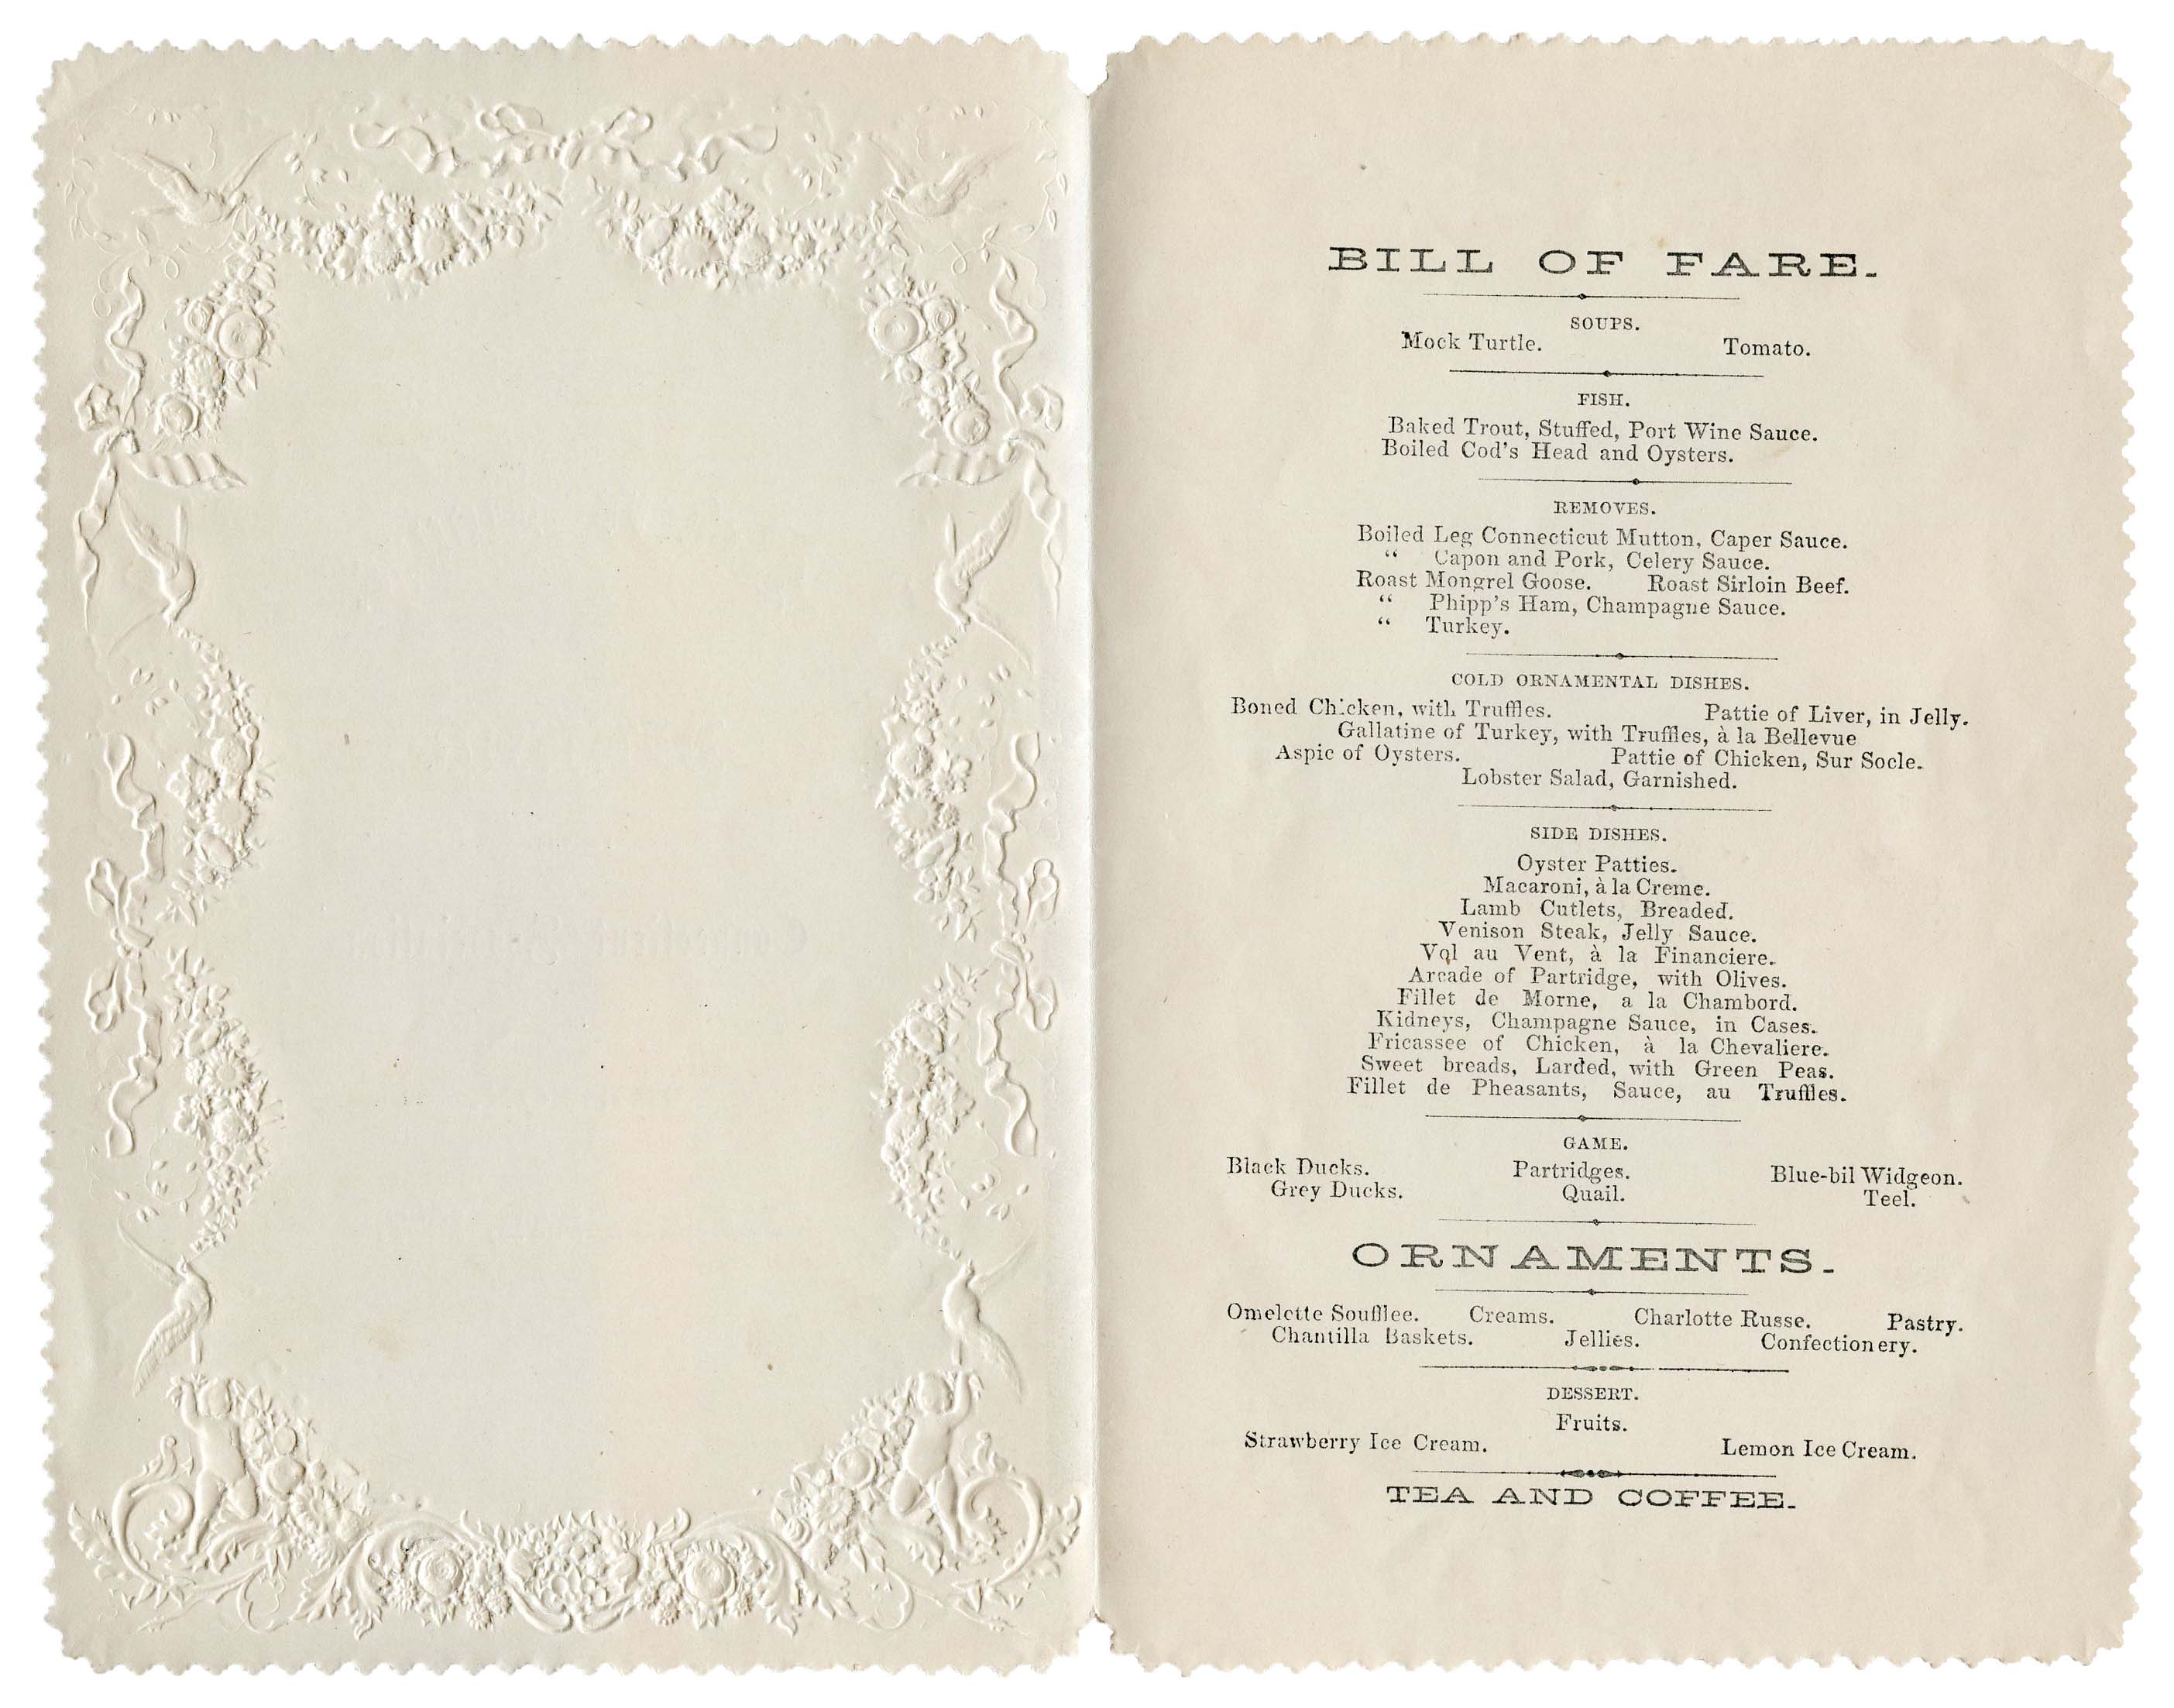 BILL OF FARE.
SOUPS.
Mock Turtle. Tomato.
FISH.
Baked Trout, Stuffed, Port Wine Sauce.
Boiled Cod's Head and Oysters.
REMOVES.
Boiled Leg Connecticut Mutton, Caper Sauce.
“ Capon and Pork, Celery Sauce.
Roast Mongrel Goose. Roast Sirloin Beef.
“ Phipp's Ham, Champagne Sauce.
“ Turkey.
COLD ORNAMENTAL DISHES.
Boned Chicken, with Truffles. Pattie of Liver, in Jelly.
Gallatine of Turkey, with Truffles, à la Bellevue
Aspic of Oysters. Pattie of Chicken, Sur Socle.
Lobster Salad, Garnished.
SIDE DISHES.
Oyster Patties.
Macaroni, à la Creme.
Lamb Cutlets, Breaded.
Venison Steak, Jelly Sauce.
Vol au Vent, à la Financiere.
Arcade of Partridge, with Olives.
Fillet de Morne, a la Chambord.
Kidneys, Champagne Sauce, in Cases.
Fricassee of Chicken, à la Chevaliere.
Sweet breads, Larded, with Green Peas.
Fillet de Pheasants, Sauce, au Truffles.
GAME.
Black Ducks. Partridges. Blue-bil Widgeon.
Grey Ducks. Quail. Teel.
ORNAMENTS.
Omelette Soufflee. Creams. Charlotte Russe. Pastry.
Chantilla Baskets. Jellies. Confectionery.
DESSERT.
Fruits.
Strawberry Ice Cream. Lemon Ice Cream.
TEA AND COFFEE.